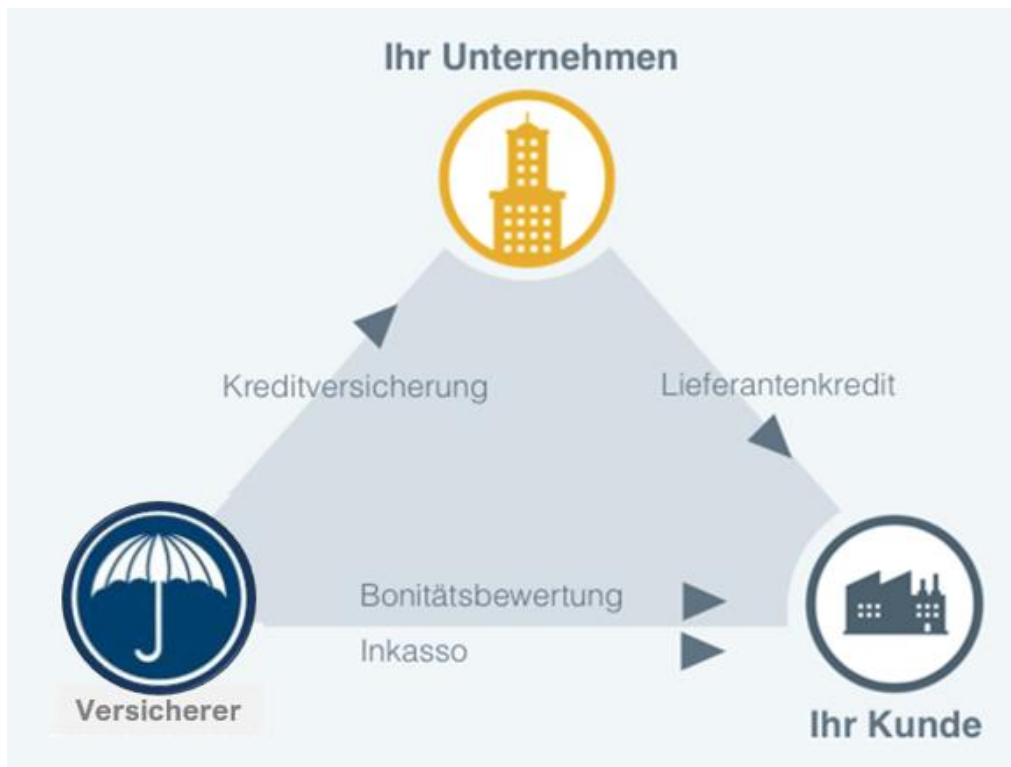 Ihr Unternehmen
Kreditversicherung
Lieferantenkredit
Bonitätsbewertung
Inkasso
Versicherer
Ihr Kunde